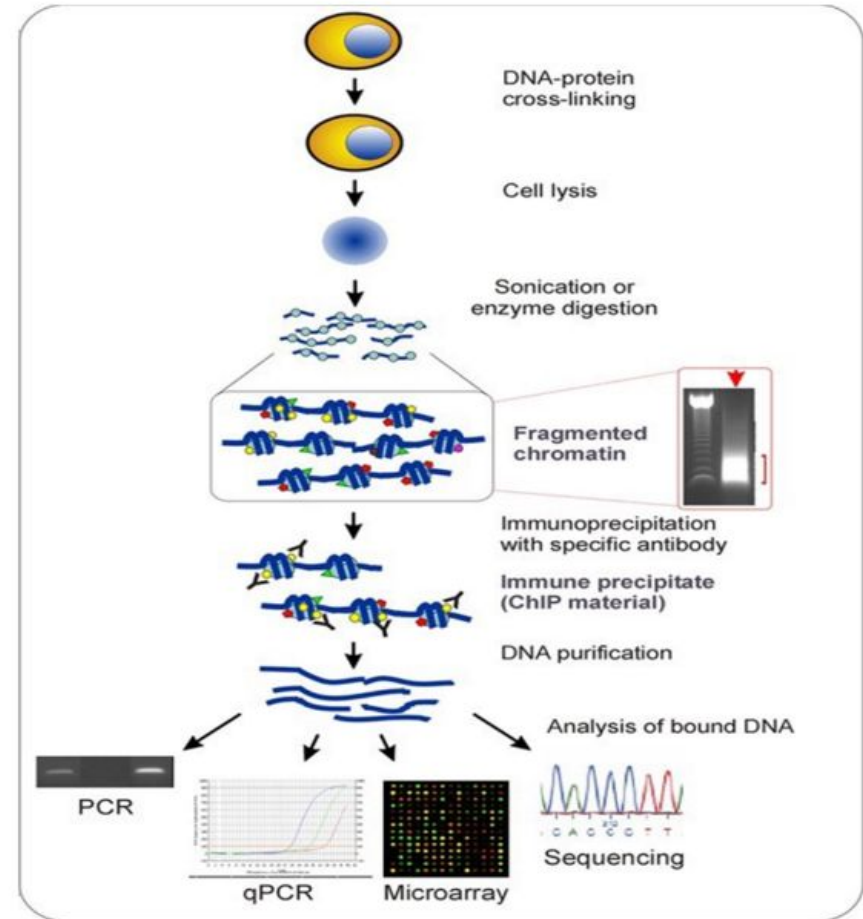 DNA-protein
cross-linking
Cell lysis
Sonication or
enzyme digestion
Fragmented
chromatin
Immunoprecipitation
with specific antibody
Immune precipitate
(ChIP material)
DNA purification
Analysis of bound DNA
PCR
qPCR
Microarray
G A G C G T T
Sequencing